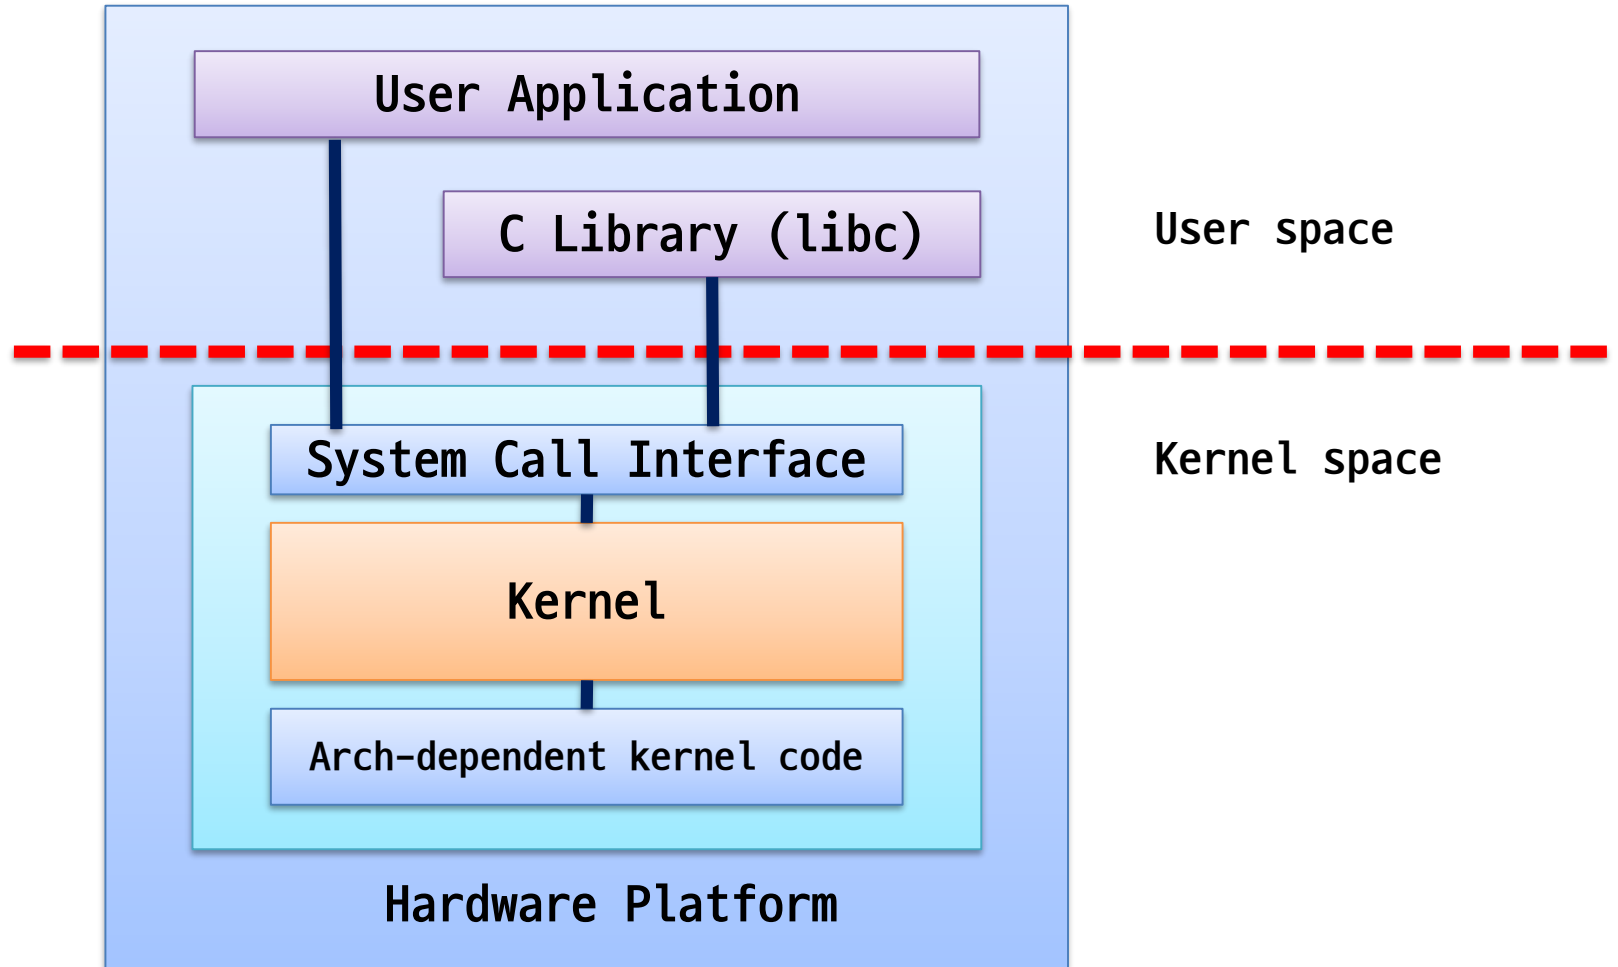 User Application
C Library (libc)
User space
System Call Interface
Kernel space
Kernel
Arch-dependent kernel code
Hardware Platform